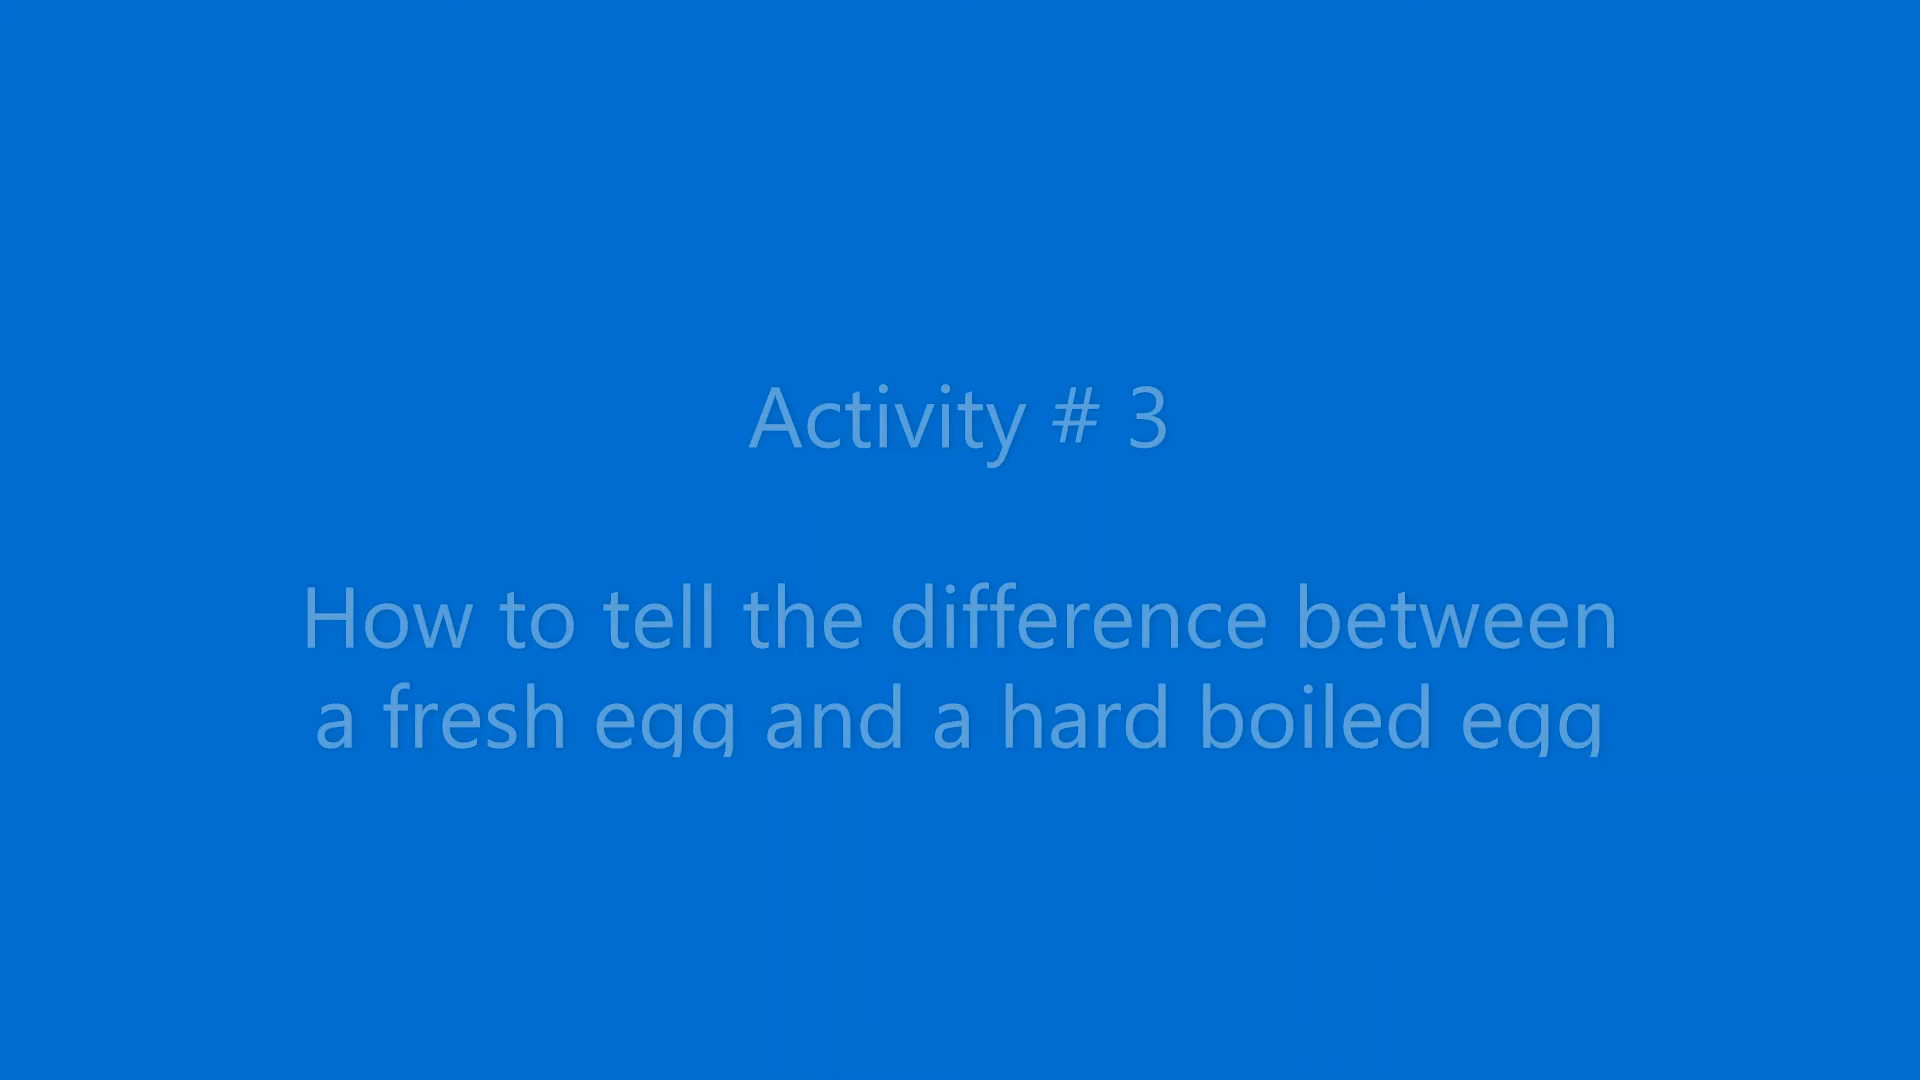 Activity # 3
How to tell the difference between
a fresh egg and a hard boiled egg